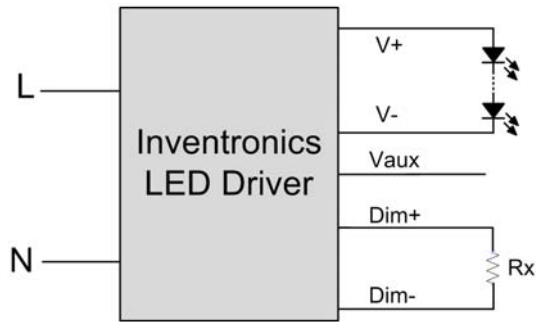 L
N
Inventronics
LED Driver
V+
V-
Vaux
Dim+
Dim-
Rx